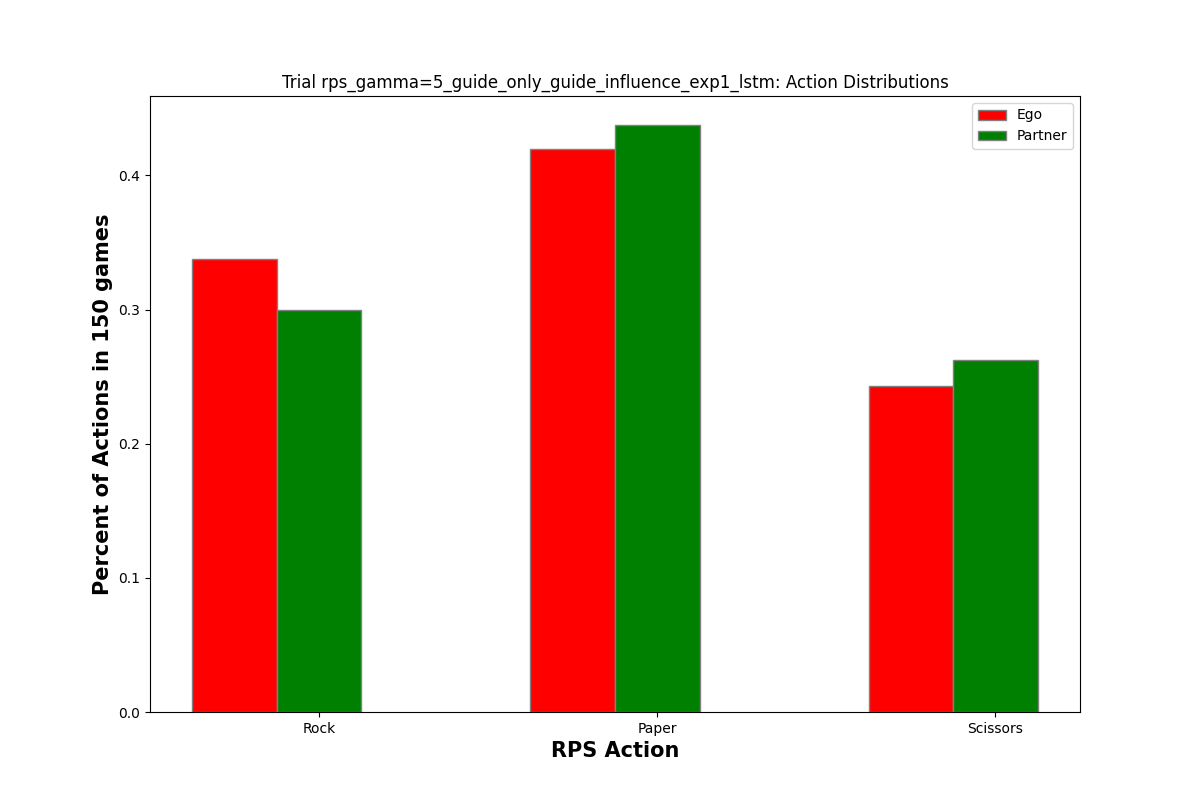 Trial rps_gamma=5_guide_only_guide_influence_exp1_lstm: Action Distributions
Ego
Partner
Percent of Actions in 150 games
0.4
0.3
0.2
0.1
0.0
Rock
Paper
Scissors
RPS Action